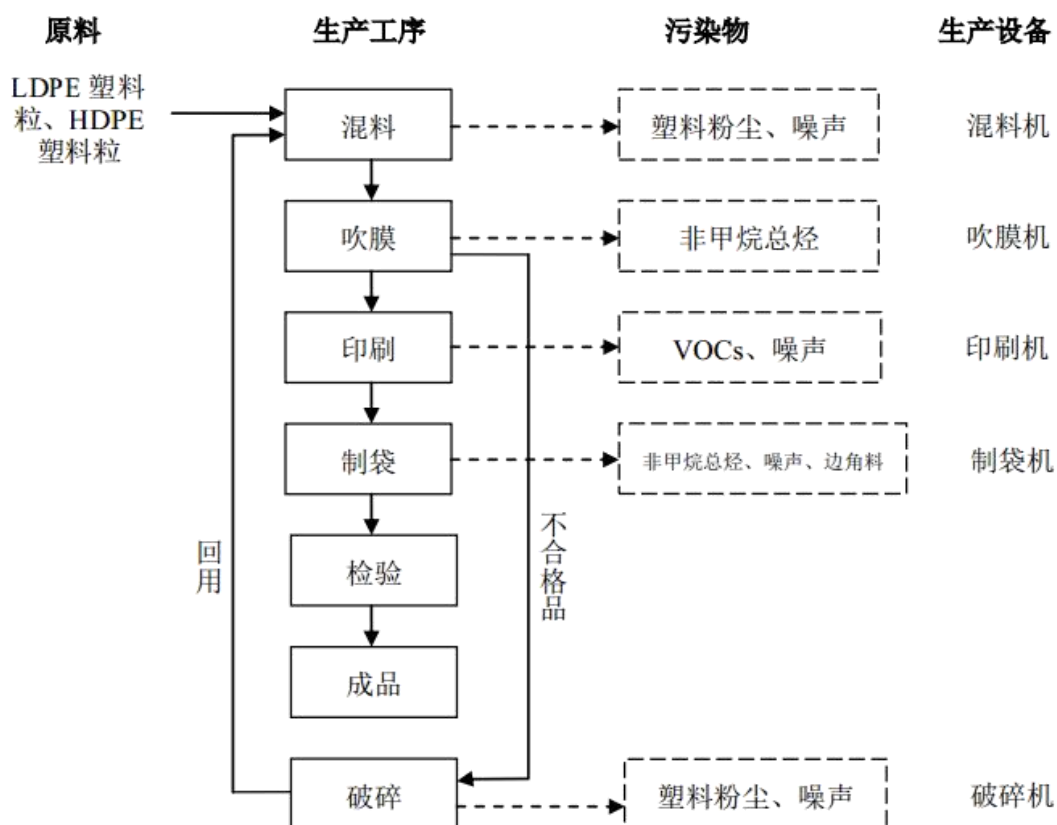 原料 生产工序 污染物 生产设备
LDPE 塑料
粒、HDPE
塑料粒
混料 塑料粉尘、噪声 混料机
吹膜 非甲烷总烃 吹膜机
印刷 VOCs、噪声 印刷机
制袋 非甲烷总烃、噪声、边角料 制袋机
回用
不合格品
检验
成品
破碎 塑料粉尘、噪声 破碎机